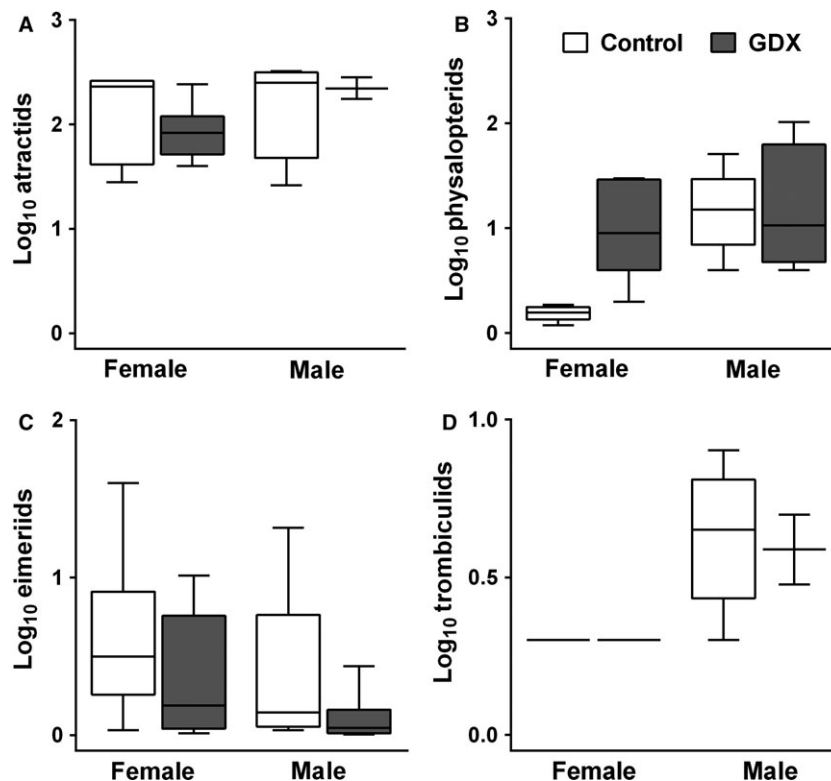 A
3
2
1
0
Log10 atractids
Female Male
B
Control GDX
3
2
1
0
Log10 physalopterids
Female Male
C
2
1
0
Log10 eimeriids
Female Male
D
1.0
0.5
0.0
Log10 trombiculids
Female Male